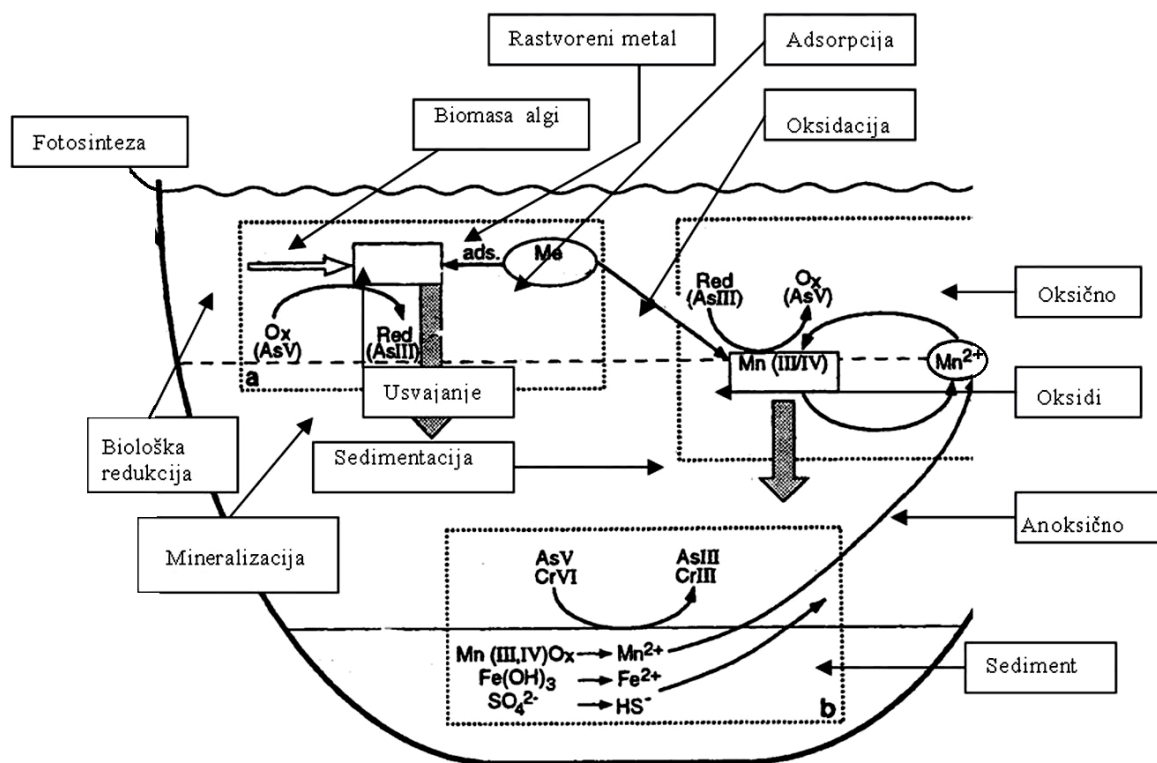 Rastvoreni metal
Adsorpcija
Biomasa algi
Oksidacija
Fotosinteza
ads.
Me
Red
(AsIII)
Ox
(AsV)
Oksično
Ox
(AsV)
Red
(AsIII)
a
Mn (III/IV)
Mn²⁺
Usvajanje
Oksidi
Biološka
redukcija
Sedimentacija
Anoksično
Mineralizacija
AsV
CrVI
AsIII
CrIII
Mn (III,IV)Ox → Mn²⁺
Fe(OH)₃ → Fe²⁺
SO₄²⁻ → HS⁻
b
Sediment